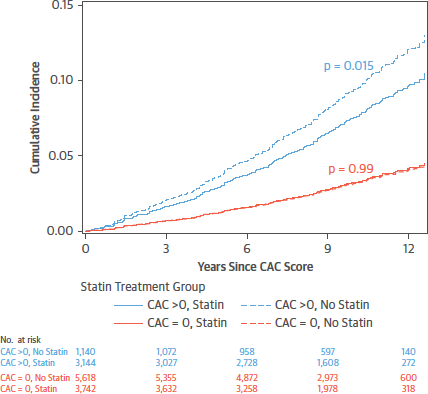 0.15
0.10
0.05
0.00
Cumulative Incidence
p = 0.015
p = 0.99
0 3 6 9 12
Years Since CAC Score
Statin Treatment Group
CAC >0, Statin CAC >0, No Statin
CAC = 0, Statin CAC = 0, No Statin
No. at risk
CAC >0, No Statin 1,140 1,072 958 597 140
CAC >0, Statin 3,144 3,027 2,728 1,608 272
CAC = 0, No Statin 5,618 5,355 4,872 2,973 600
CAC = 0, Statin 3,742 3,632 3,258 1,978 318